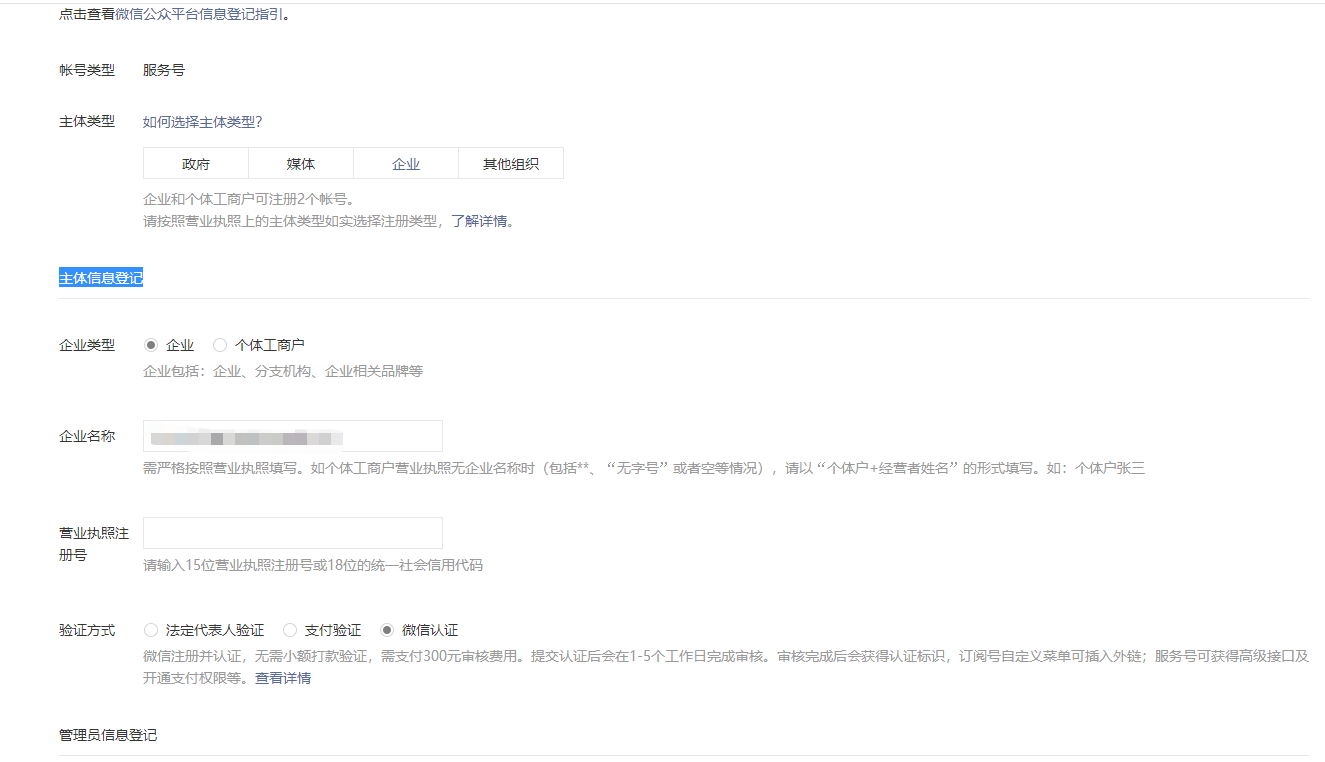 点击查看微信公众平台信息登记指引。
帐号类型 服务号
主体类型 如何选择主体类型?
政府 媒体 企业 其他组织
企业和个体工商户可注册2个帐号。
请按照营业执照上的主体类型如实选择注册类型，了解详情。
主体信息登记
企业类型 企业 个体工商户
企业包括：企业、分支机构、企业相关品牌等
企业名称
需严格按照营业执照填写。如个体工商户营业执照无企业名称时（包括**、“无字号”或者空等情况），请以“个体户+经营者姓名”的形式填写。如：个体户张三
营业执照注
册号
请输入15位营业执照注册号或18位的统一社会信用代码
验证方式 法定代表人验证 支付验证 微信认证
微信注册并认证，无需小额打款验证，需支付300元审核费用。提交认证后会在1-5个工作日完成审核。审核完成后会获得认证标识，订阅号自定义菜单可插入外链；服务号可获得高级接口及
开通支付权限等。查看详情
管理员信息登记